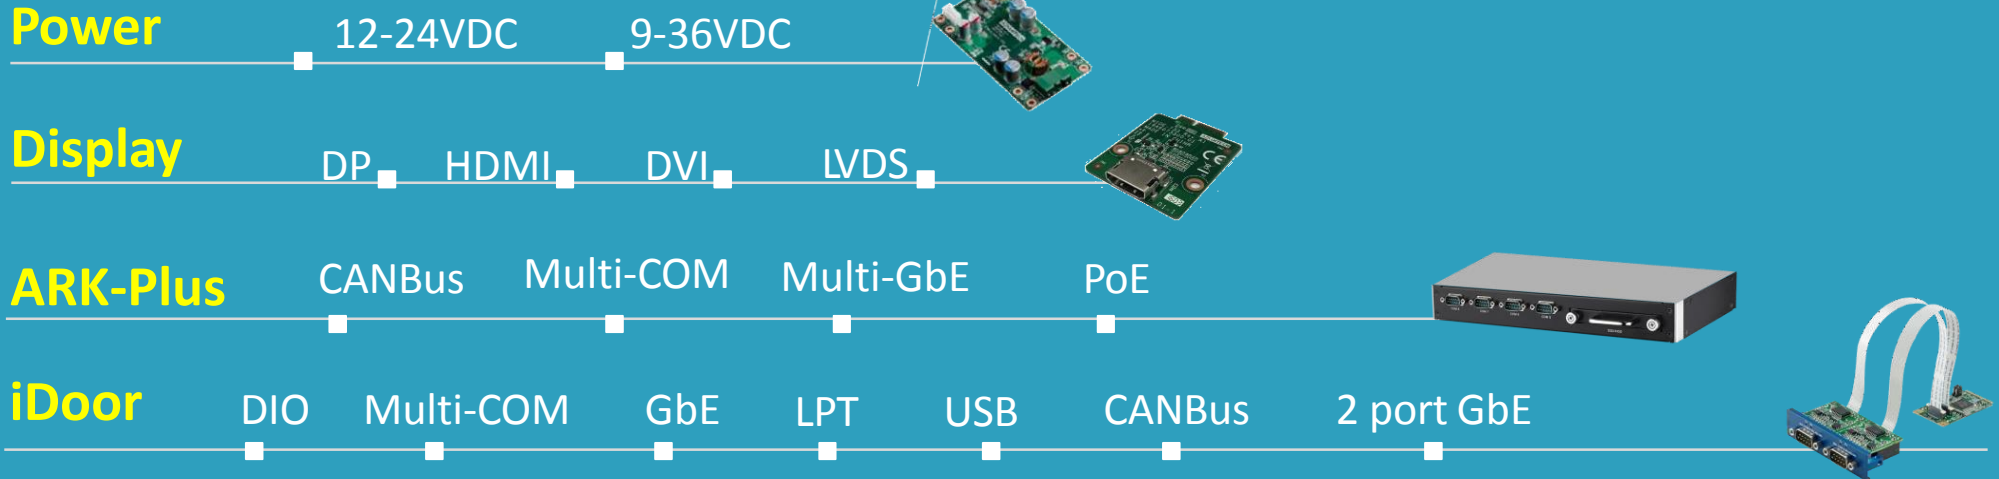 Power 12-24VDC 9-36VDC
Display DP HDMI DVI LVDS
ARK-Plus CANBus Multi-COM Multi-GbE PoE
iDoor DIO Multi-COM GbE LPT USB CANBus 2 port GbE